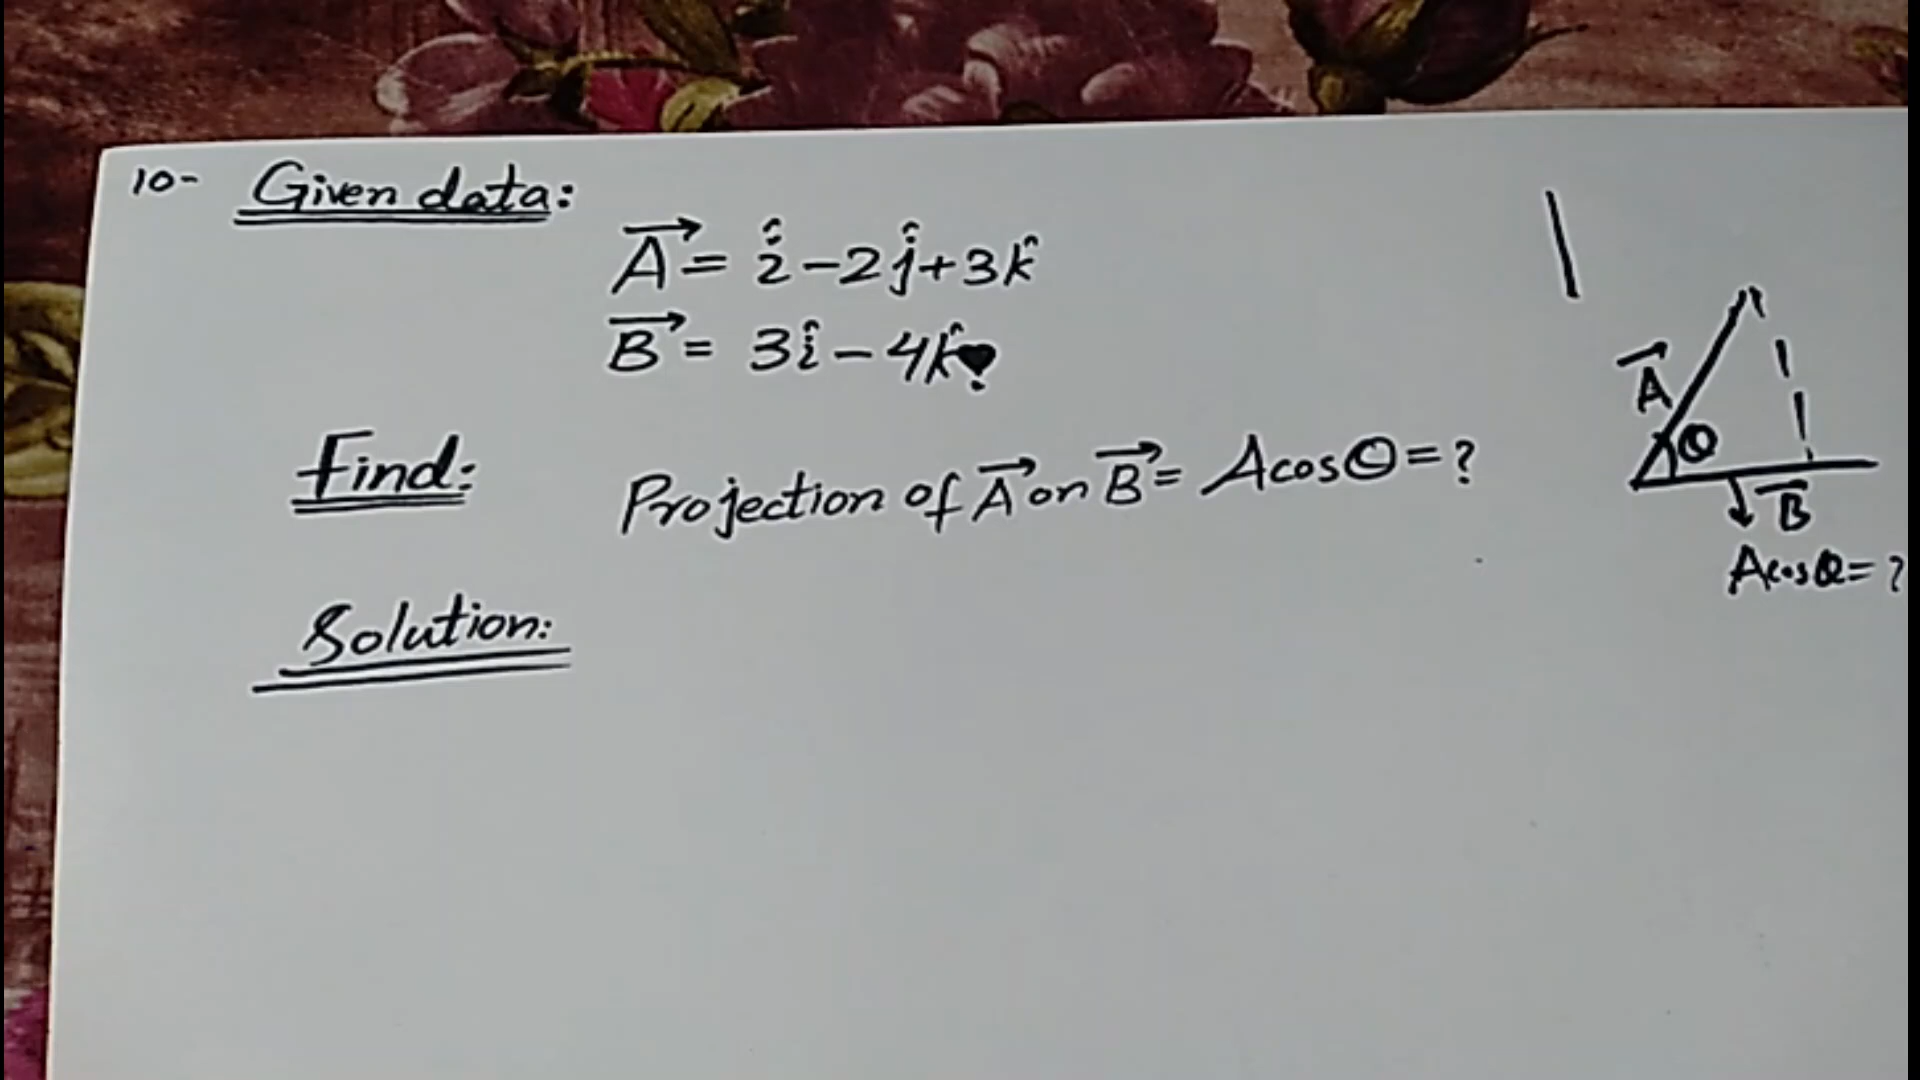 10- Given data:
A⃗ = î - 2ĵ + 3k̂
B⃗ = 3î - 4k̂
Find: Projection of A⃗ on B⃗ = Acosθ = ?
A⃗
θ
B⃗
Acosθ = ?
Solution: